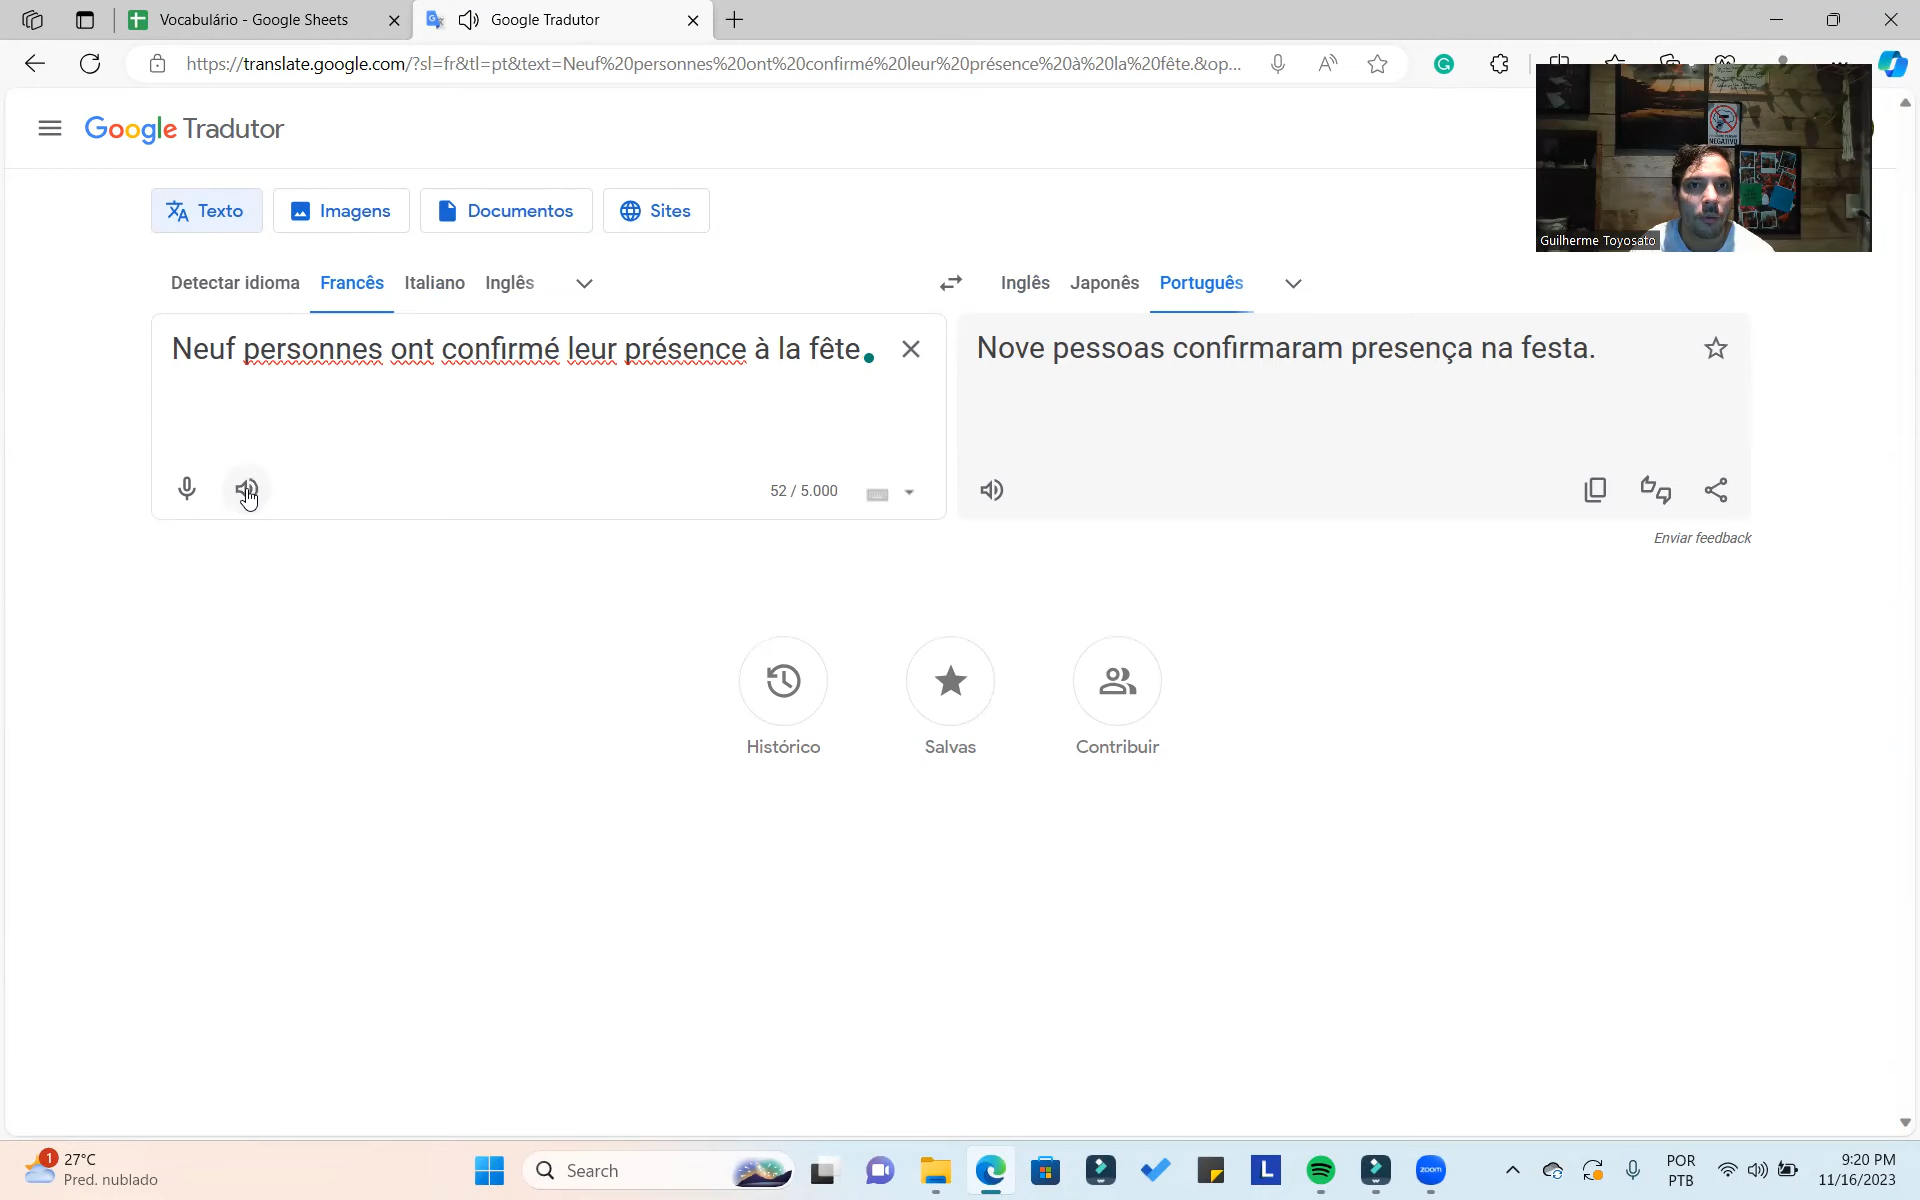 Vocabulário - Google Sheets
Google Tradutor
https://translate.google.com/?sl=fr&tl=pt&text=Neuf%20personnes%20ont%20confirmé%20leur%20présence%20à%20la%20fête.&op...
Google Tradutor
NEGATIVO
Guilherme Toyosato
Texto
Imagens
Documentos
Sites
Detectar idioma Francês Italiano Inglês
Inglês Japonês Português
Neuf personnes ont confirmé leur présence à la fête.
Nove pessoas confirmaram presença na festa.
52 / 5.000
Enviar feedback
Histórico
Salvas
Contribuir
1
27°C
Pred. nublado
Search
L
zoom
POR
PTB
9:20 PM
11/16/2023